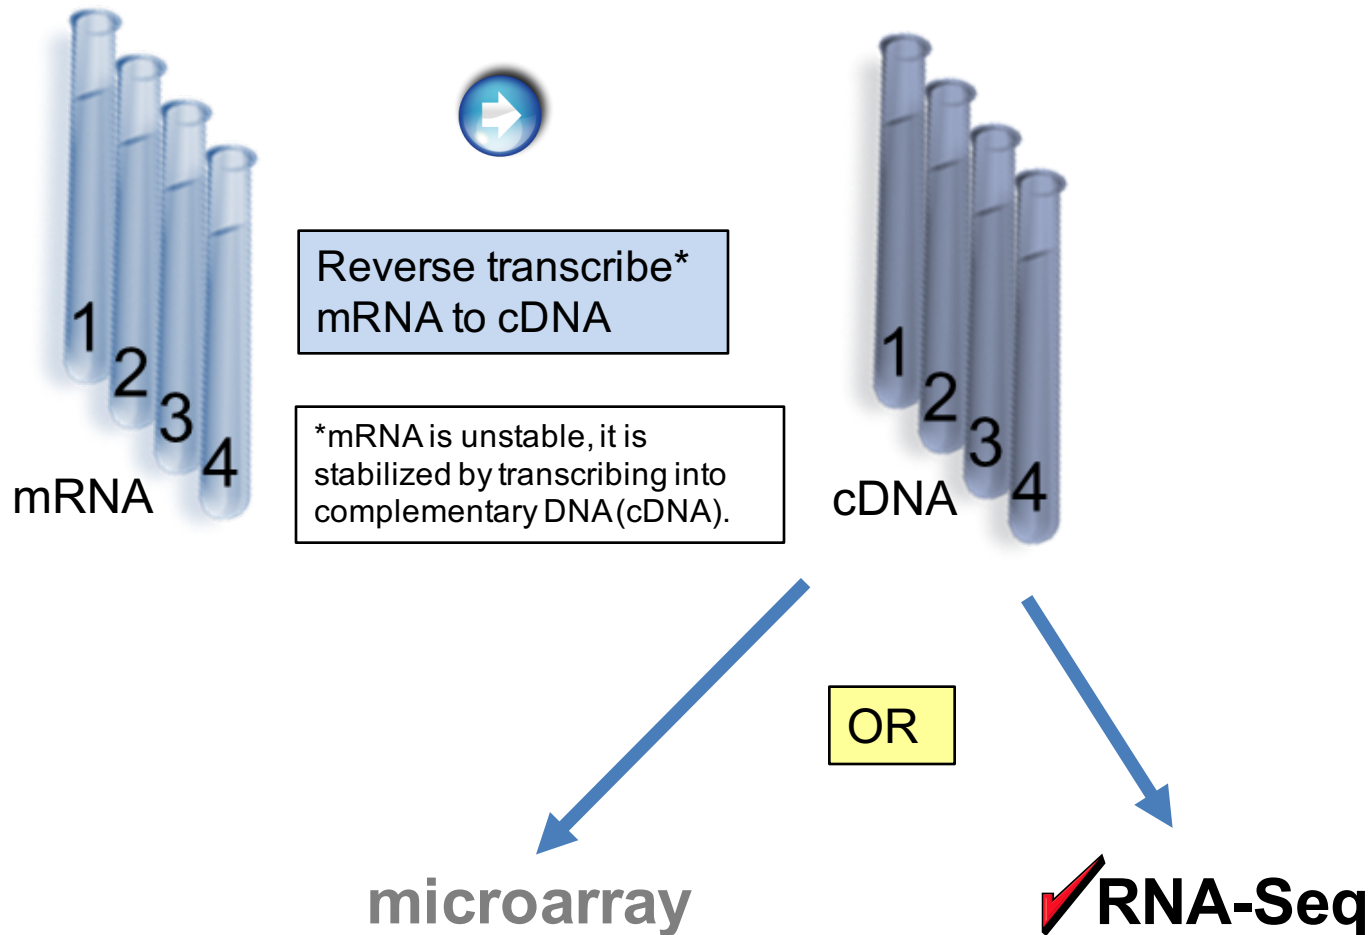 1
2
3
4
mRNA
Reverse transcribe*
mRNA to cDNA
*mRNA is unstable, it is
stabilized by transcribing into
complementary DNA (cDNA).
1
2
3
4
cDNA
OR
microarray
RNA-Seq